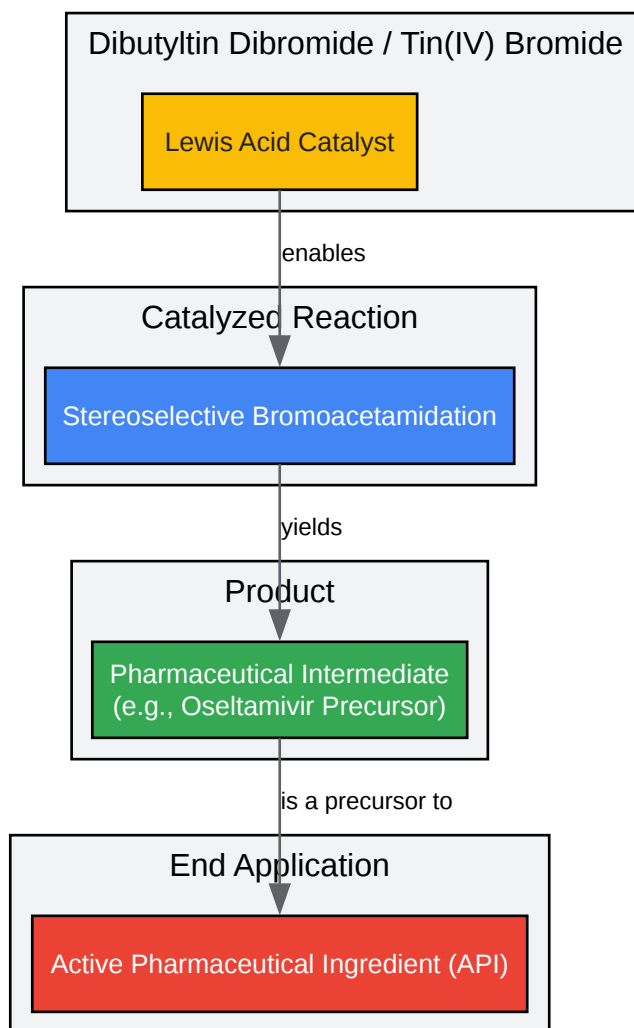 Dibutyltin Dibromide / Tin(IV) Bromide
Lewis Acid Catalyst
enables
Catalyzed Reaction
Stereoselective Bromoacetamidation
yields
Product
Pharmaceutical Intermediate
(e.g., Oseltamivir Precursor)
is a precursor to
End Application
Active Pharmaceutical Ingredient (API)